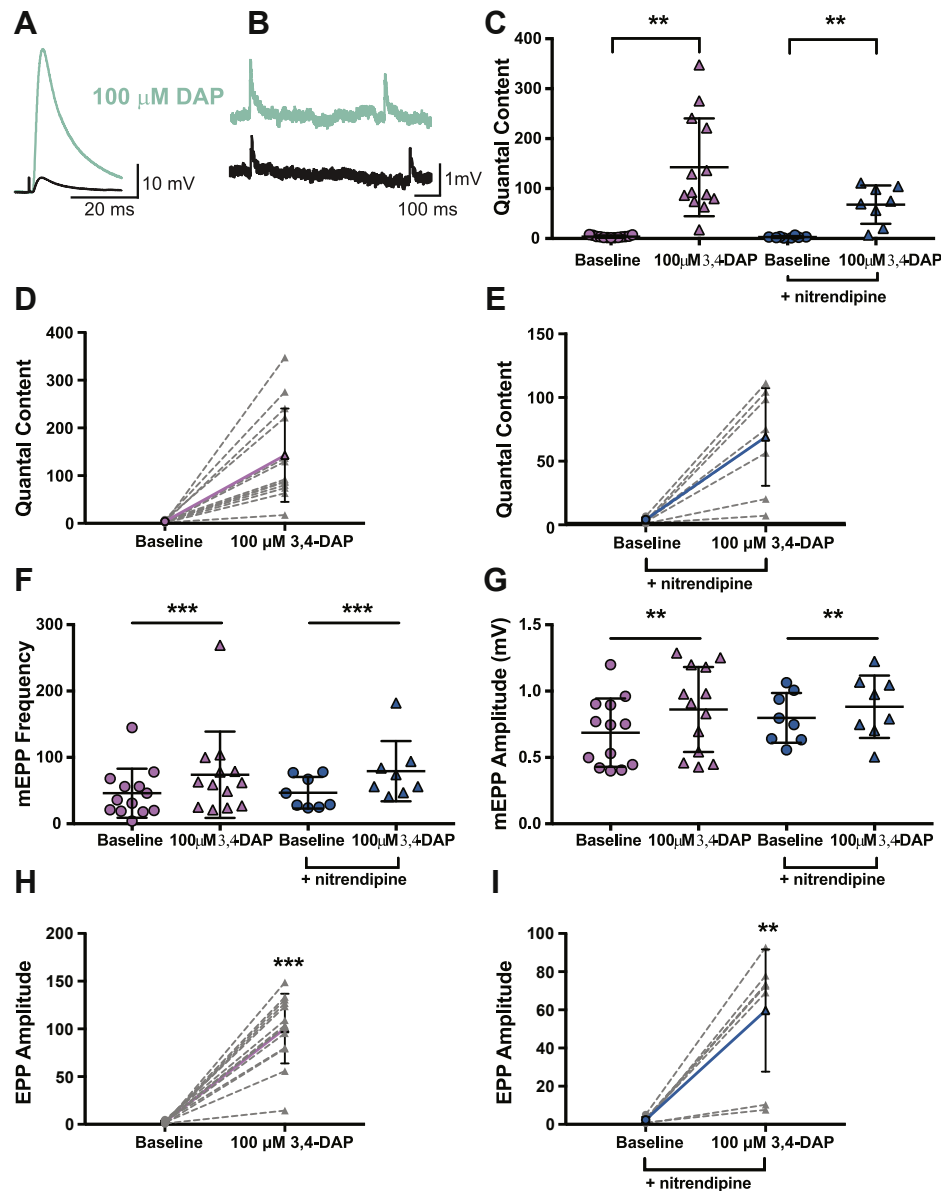 A
B
C
100 µM DAP
10 mV
20 ms
1mV
100 ms
**
**
Quantal Content
400
300
200
100
0
Baseline
100µM 3,4-DAP
Baseline
100µM 3,4-DAP
+ nitrendipine
D
E
Quantal Content
400
300
200
100
0
Baseline
100 µM 3,4-DAP
Quantal Content
150
100
50
0
Baseline
100 µM 3,4-DAP
+ nitrendipine
F
G
mEPP Frequency
300
200
100
0
***
***
Baseline
100µM 3,4-DAP
Baseline
100µM 3,4-DAP
+ nitrendipine
mEPP Amplitude (mV)
1.5
1.0
0.5
0.0
**
**
Baseline
100µM 3,4-DAP
Baseline
100µM 3,4-DAP
+ nitrendipine
H
I
EPP Amplitude
200
150
100
50
0
***
Baseline
100 µM 3,4-DAP
EPP Amplitude
100
80
60
40
20
0
**
Baseline
100 µM 3,4-DAP
+ nitrendipine